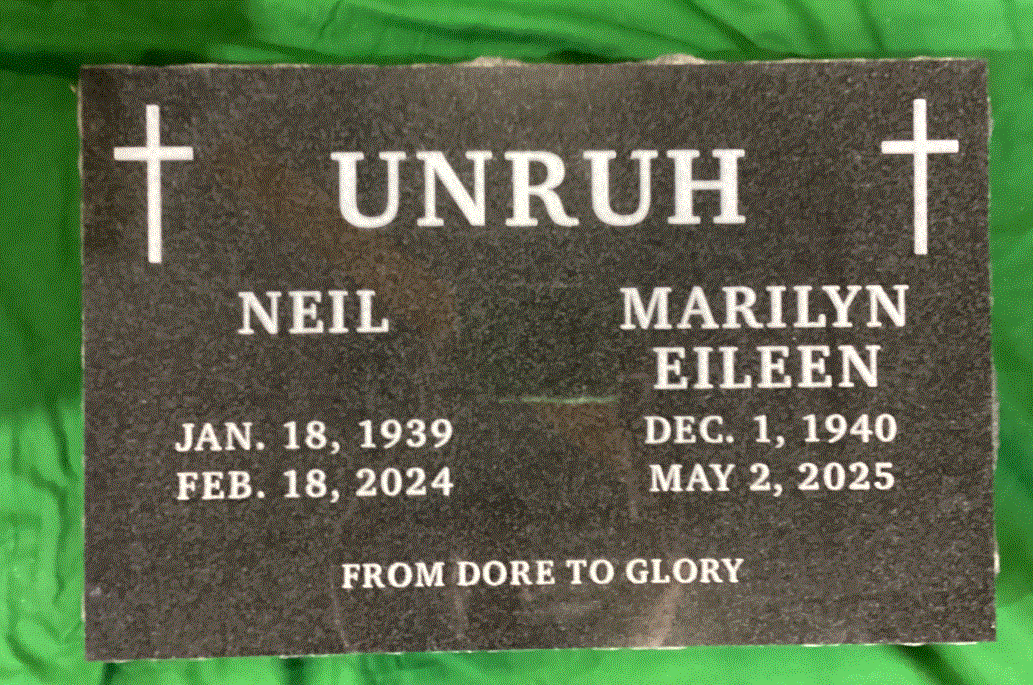 UNRUH
NEIL
MARILYN
EILEEN
JAN. 18, 1939
FEB. 18, 2024
DEC. 1, 1940
MAY 2, 2025
FROM DORE TO GLORY